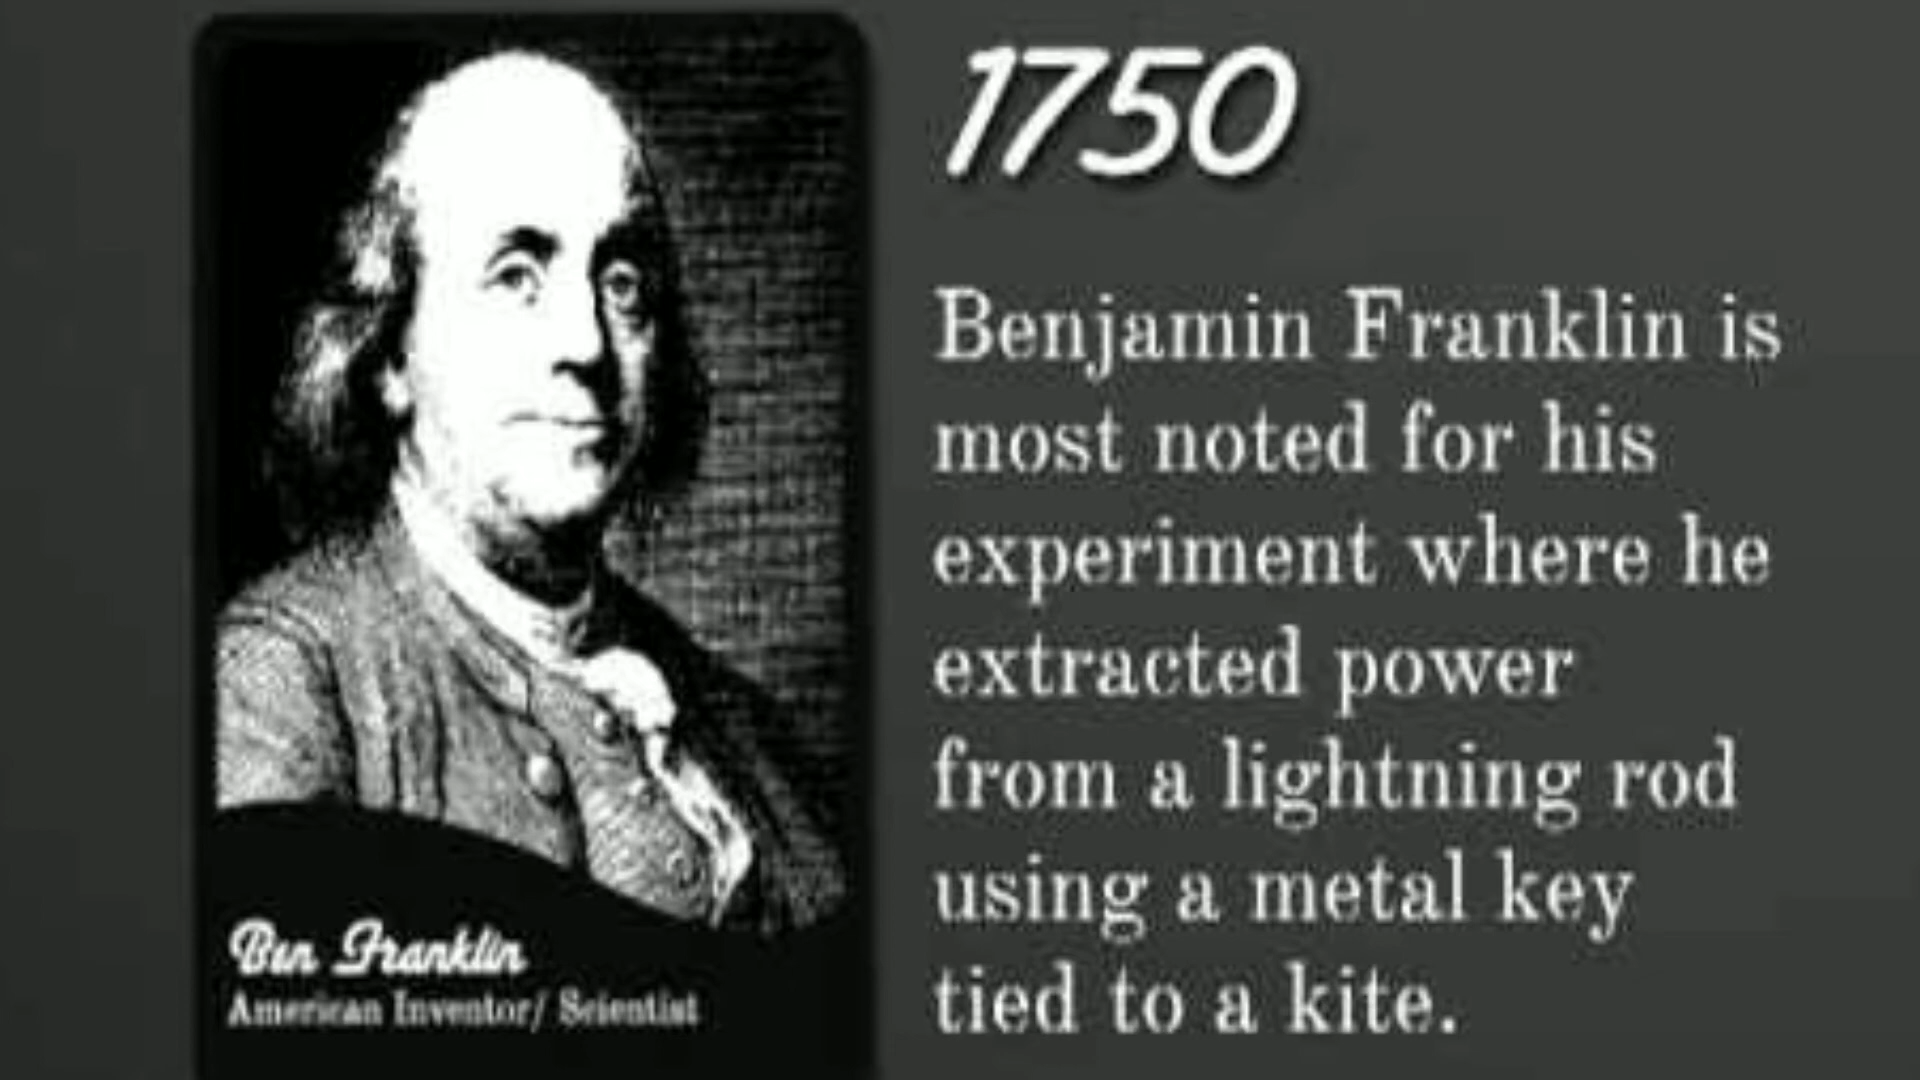 1750
Benjamin Franklin is
most noted for his
experiment where he
extracted power
from a lightning rod
using a metal key
tied to a kite.
Ben Franklin
American Inventor/ Scientist